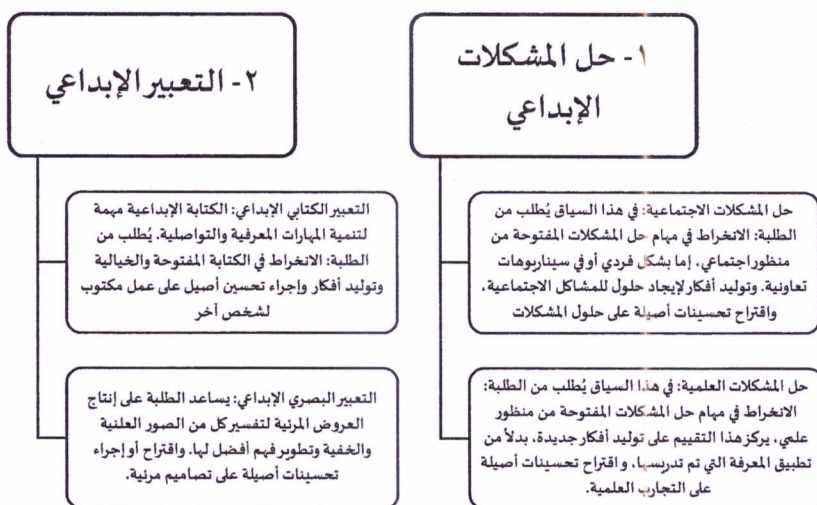 ١- حل المشكلات
الإبداعي
حل المشكلات الاجتماعية: في هذا السياق يُطلب من
الطلبة: الانخراط في مهام حل المشكلات المفتوحة من
منظور اجتماعي، إما بشكل فردي أو في سيناريوهات
تعاونية. وتوليد أفكار لإيجاد حلول للمشاكل الاجتماعية،
واقتراح تحسينات أصيلة على حلول المشكلات
حل المشكلات العلمية: في هذا السياق يُطلب من الطلبة:
الانخراط في مهام حل المشكلات المفتوحة من منظور
علمي، يركز هذا التقييم على توليد أفكار جديدة، بدلاً من
تطبيق المعرفة التي تم تدريسها، واقتراح تحسينات أصيلة
على التجارب العلمية.
٢- التعبير الإبداعي
التعبير الكتابي الإبداعي: الكتابة الإبداعية مهمة
لتنمية المهارات المعرفية والتواصلية. يُطلب من
الطلبة: الانخراط في الكتابة المفتوحة والخيالية
وتوليد أفكار وإجراء تحسين أصيل على عمل مكتوب
لشخص آخر
التعبير البصري الإبداعي: يساعد الطلبة على إنتاج
العروض المرئية لتفسير كل من الصور العلنية
والخفية وتطوير فهم أفضل لها. واقتراح أو إجراء
تحسينات أصيلة على تصاميم مرئية.